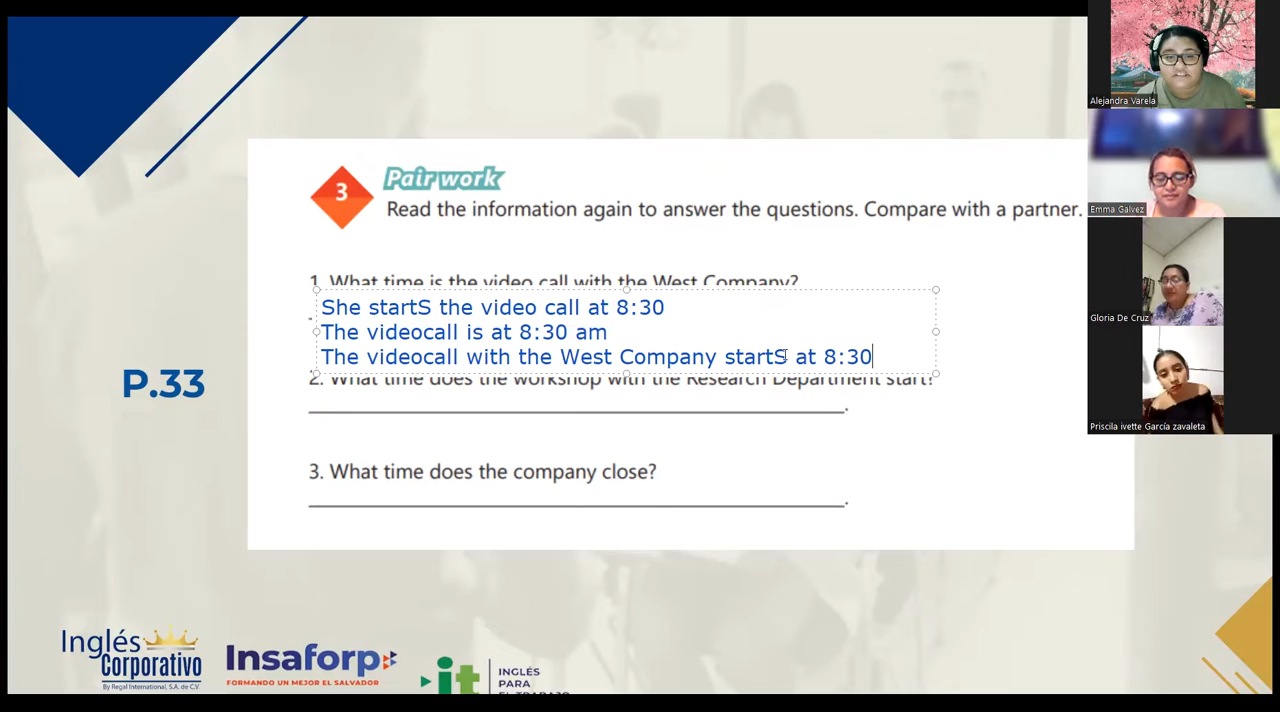 3
Pair work
Read the information again to answer the questions. Compare with a partner.
1. What time is the video call with the West Company?
She startS the video call at 8:30
The videocall is at 8:30 am
The videocall with the West Company startS at 8:30
2. What time does the workshop with the Research Department start?
3. What time does the company close?
P.33
Inglés
Corporativo
By Regal International, S.A. de C.V.
Insaforp
FORMANDO UN MEJOR EL SALVADOR
it
INGLÉS
PARA
EL TRABAJO
Alejandra Varela
Emma Galvez
Gloria De Cruz
Priscila ivette García zavaleta